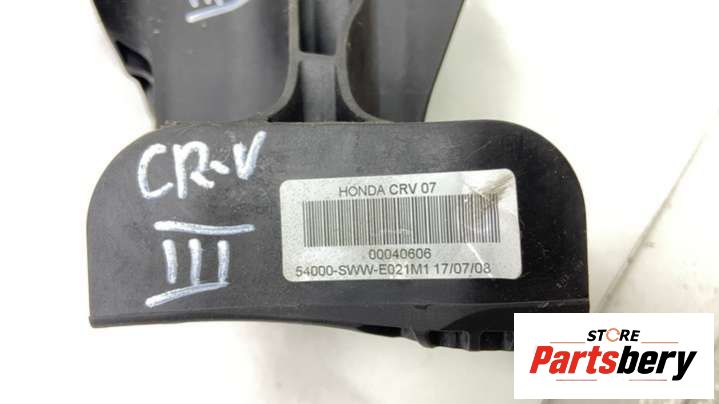 CR-V
III
HONDA CRV 07
00040606
54000-SWW-E021M1 17/07/08
STORE
Partsbery